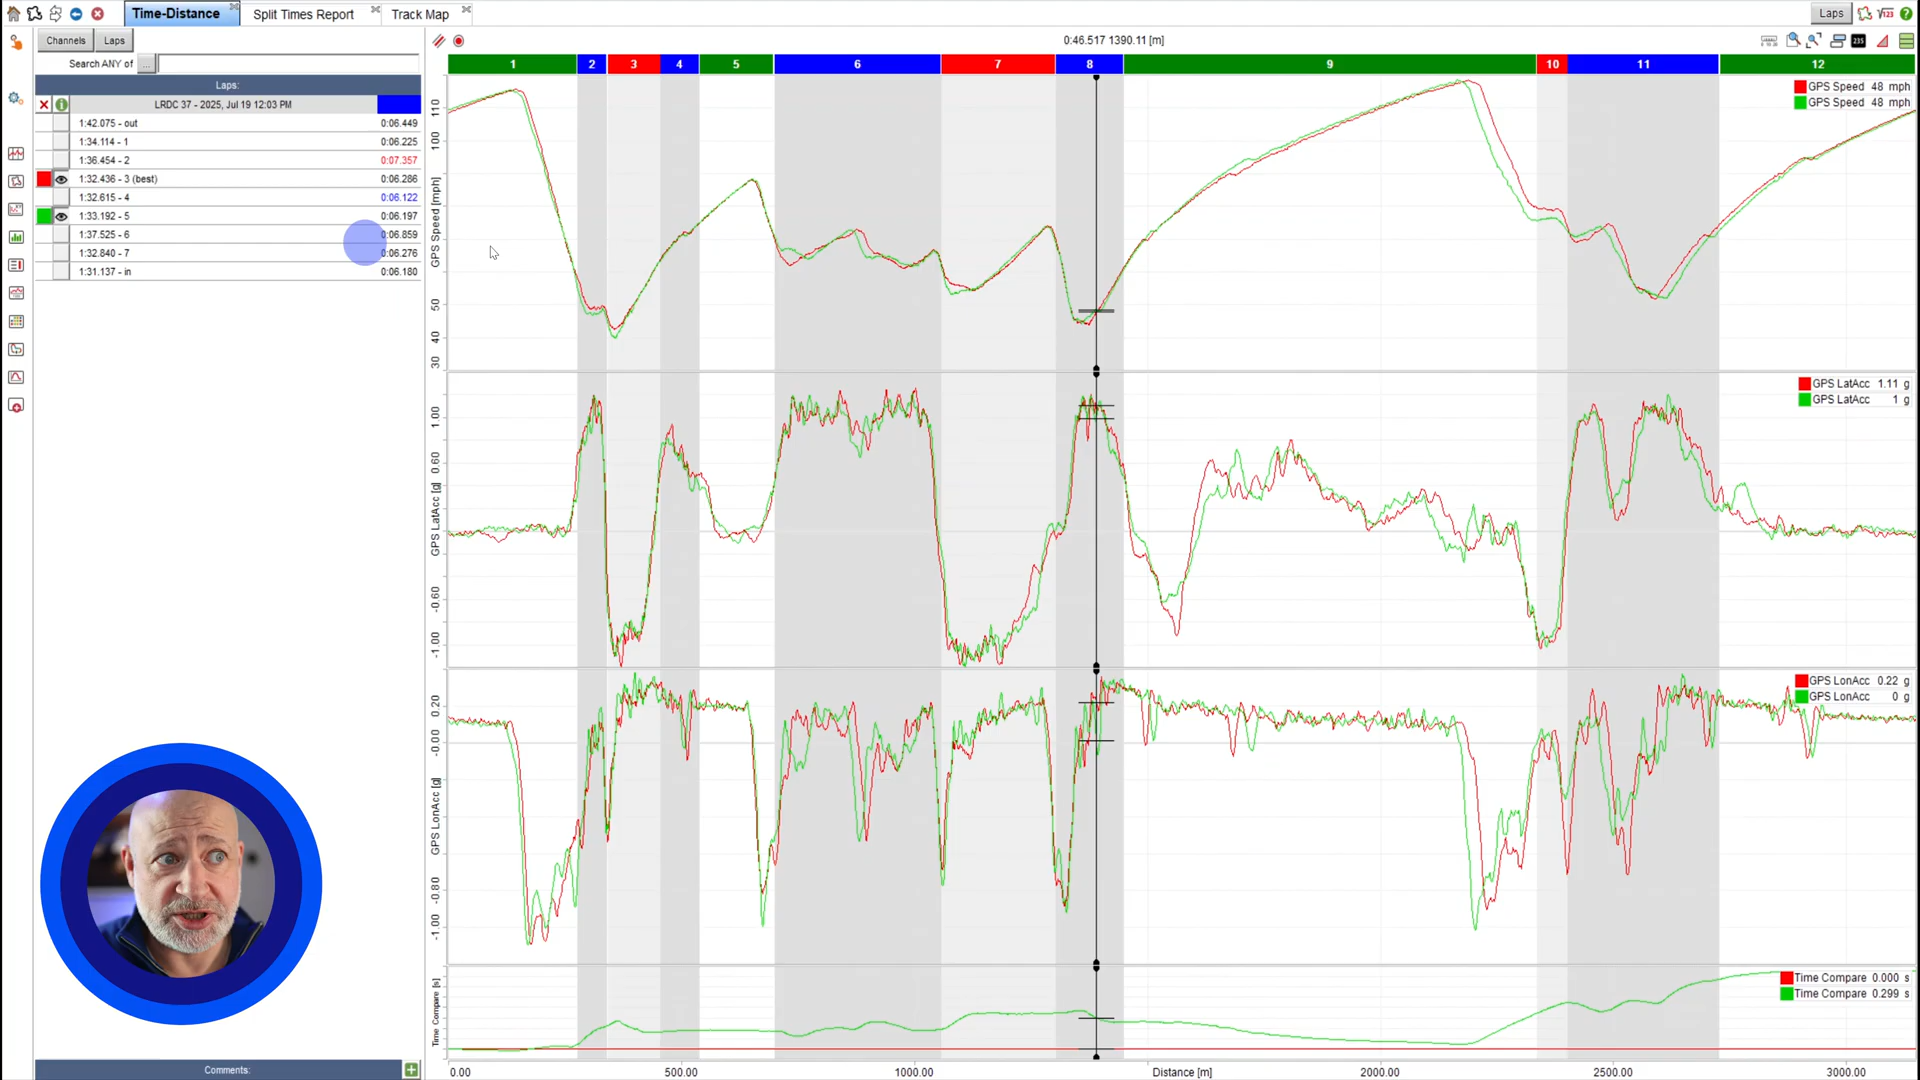 Time-Distance
Split Times Report
Track Map
Laps
Channels
Laps
0:46.517 1390.11 [m]
Search ANY of
...
1 2 3 4 5 6 7 8 9 10 11 12
Laps:
LRDC 37 - 2025, Jul 19 12:03 PM
1:42.075 - out 0:06.449
1:34.114 - 1 0:06.225
1:36.454 - 2 0:07.357
1:32.436 - 3 (best) 0:06.286
1:32.615 - 4 0:06.122
1:33.192 - 5 0:06.197
1:37.525 - 6 0:06.859
1:32.840 - 7 0:06.276
1:31.137 - in 0:06.180
GPS Speed [mph]
110
100
50
40
30
GPS Speed 48 mph
GPS Speed 48 mph
GPS LatAcc [g]
1.00
0.60
-0.60
-1.00
GPS LatAcc 1.11 g
GPS LatAcc 1 g
GPS LonAcc [g]
0.20
-0.00
-0.80
-1.00
GPS LonAcc 0.22 g
GPS LonAcc 0 g
Time Compare [s]
Time Compare 0.000 s
Time Compare 0.299 s
Comments:
0.00 500.00 1000.00 Distance [m] 2000.00 2500.00 3000.00